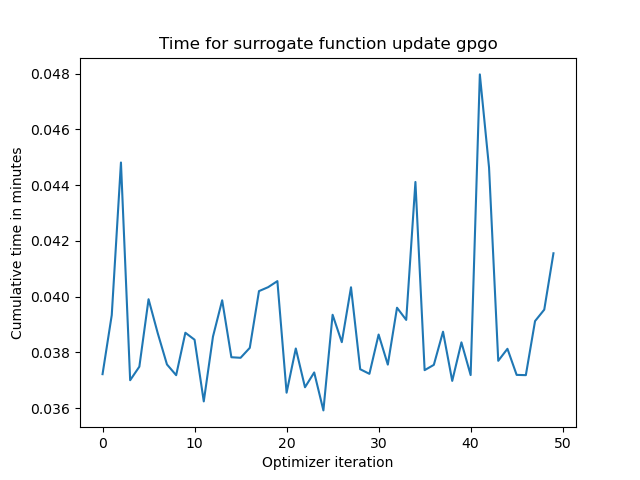 Time for surrogate function update gpgo
0.048
0.046
0.044
0.042
0.040
0.038
0.036
Cumulative time in minutes
0 10 20 30 40 50
Optimizer iteration